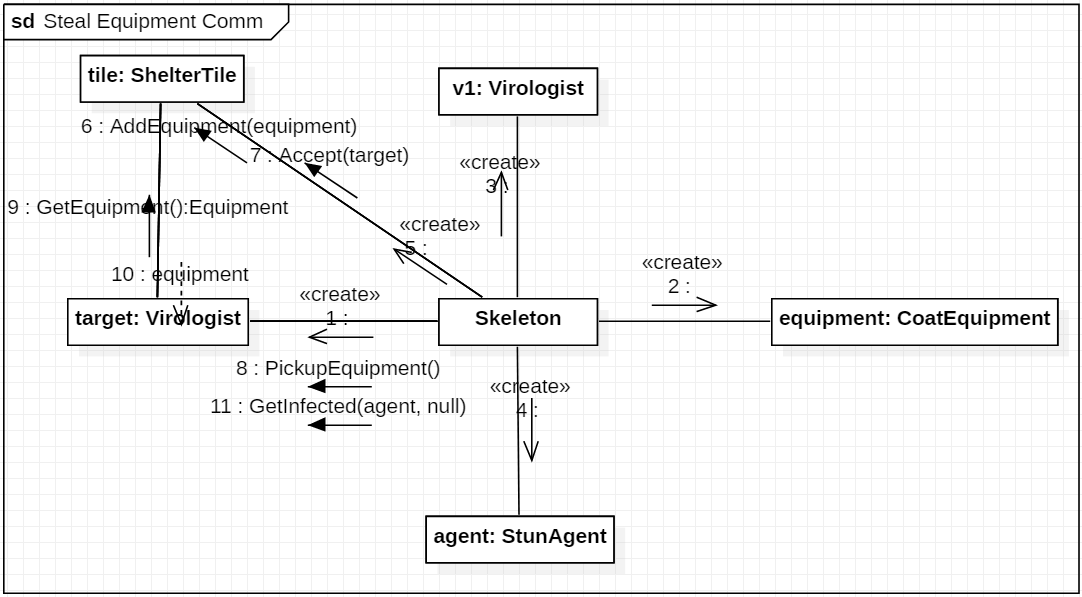 sd Steal Equipment Comm
tile: ShelterTile
v1: Virologist
6 : AddEquipment(equipment)
7 : Accept(target)
«create»
3 :
9 : GetEquipment():Equipment
«create»
5 :
10 : equipment
«create»
2 :
«create»
1 :
target: Virologist
Skeleton
equipment: CoatEquipment
8 : PickupEquipment()
«create»
4 :
11 : GetInfected(agent, null)
agent: StunAgent